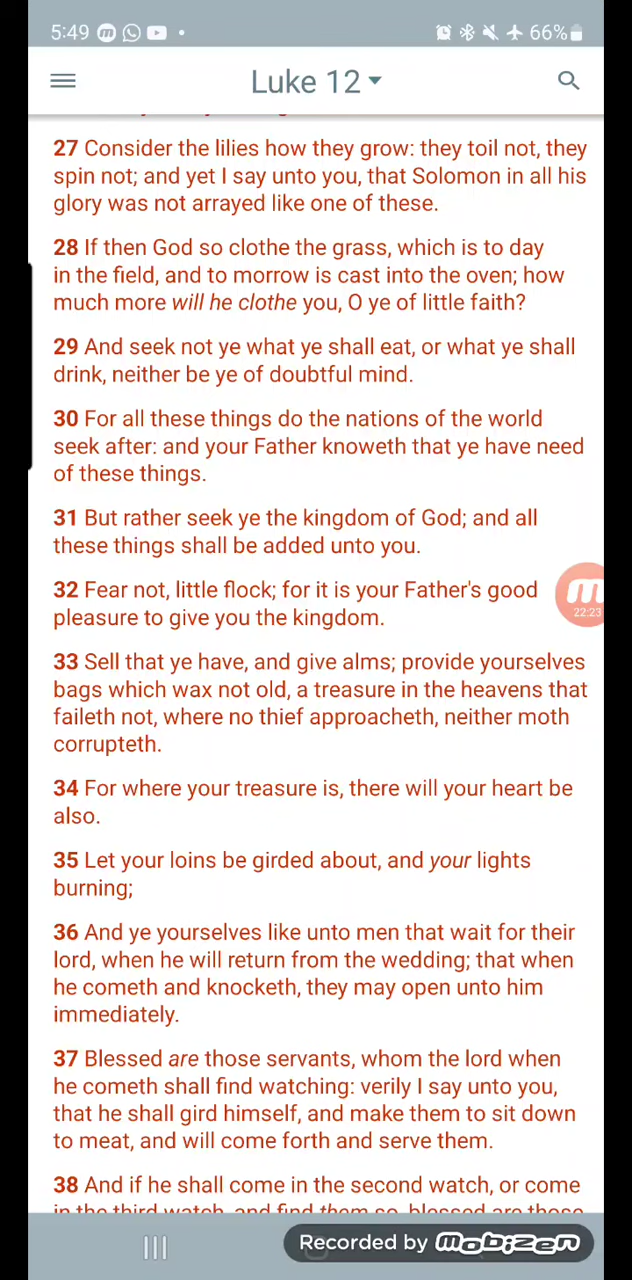 5:49
66%
Luke 12
27 Consider the lilies how they grow: they toil not, they
spin not; and yet I say unto you, that Solomon in all his
glory was not arrayed like one of these.
28 If then God so clothe the grass, which is to day
in the field, and to morrow is cast into the oven; how
much more will he clothe you, O ye of little faith?
29 And seek not ye what ye shall eat, or what ye shall
drink, neither be ye of doubtful mind.
30 For all these things do the nations of the world
seek after: and your Father knoweth that ye have need
of these things.
31 But rather seek ye the kingdom of God; and all
these things shall be added unto you.
32 Fear not, little flock; for it is your Father's good
pleasure to give you the kingdom.
22:23
33 Sell that ye have, and give alms; provide yourselves
bags which wax not old, a treasure in the heavens that
faileth not, where no thief approacheth, neither moth
corrupteth.
34 For where your treasure is, there will your heart be
also.
35 Let your loins be girded about, and your lights
burning;
36 And ye yourselves like unto men that wait for their
lord, when he will return from the wedding; that when
he cometh and knocketh, they may open unto him
immediately.
37 Blessed are those servants, whom the lord when
he cometh shall find watching: verily I say unto you,
that he shall gird himself, and make them to sit down
to meat, and will come forth and serve them.
38 And if he shall come in the second watch, or come
in the third watch, and find them so, blessed are those
Recorded by mobizen